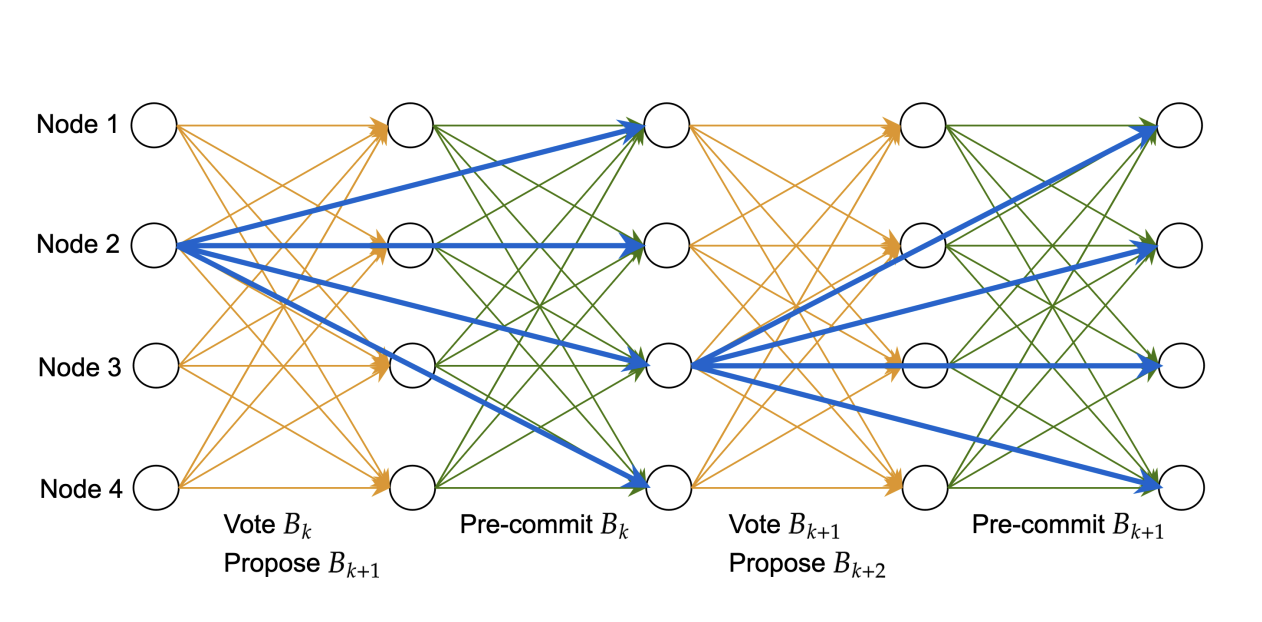 Node 1
Node 2
Node 3
Node 4
Vote B_k
Propose B_{k+1}
Pre-commit B_k
Vote B_{k+1}
Propose B_{k+2}
Pre-commit B_{k+1}